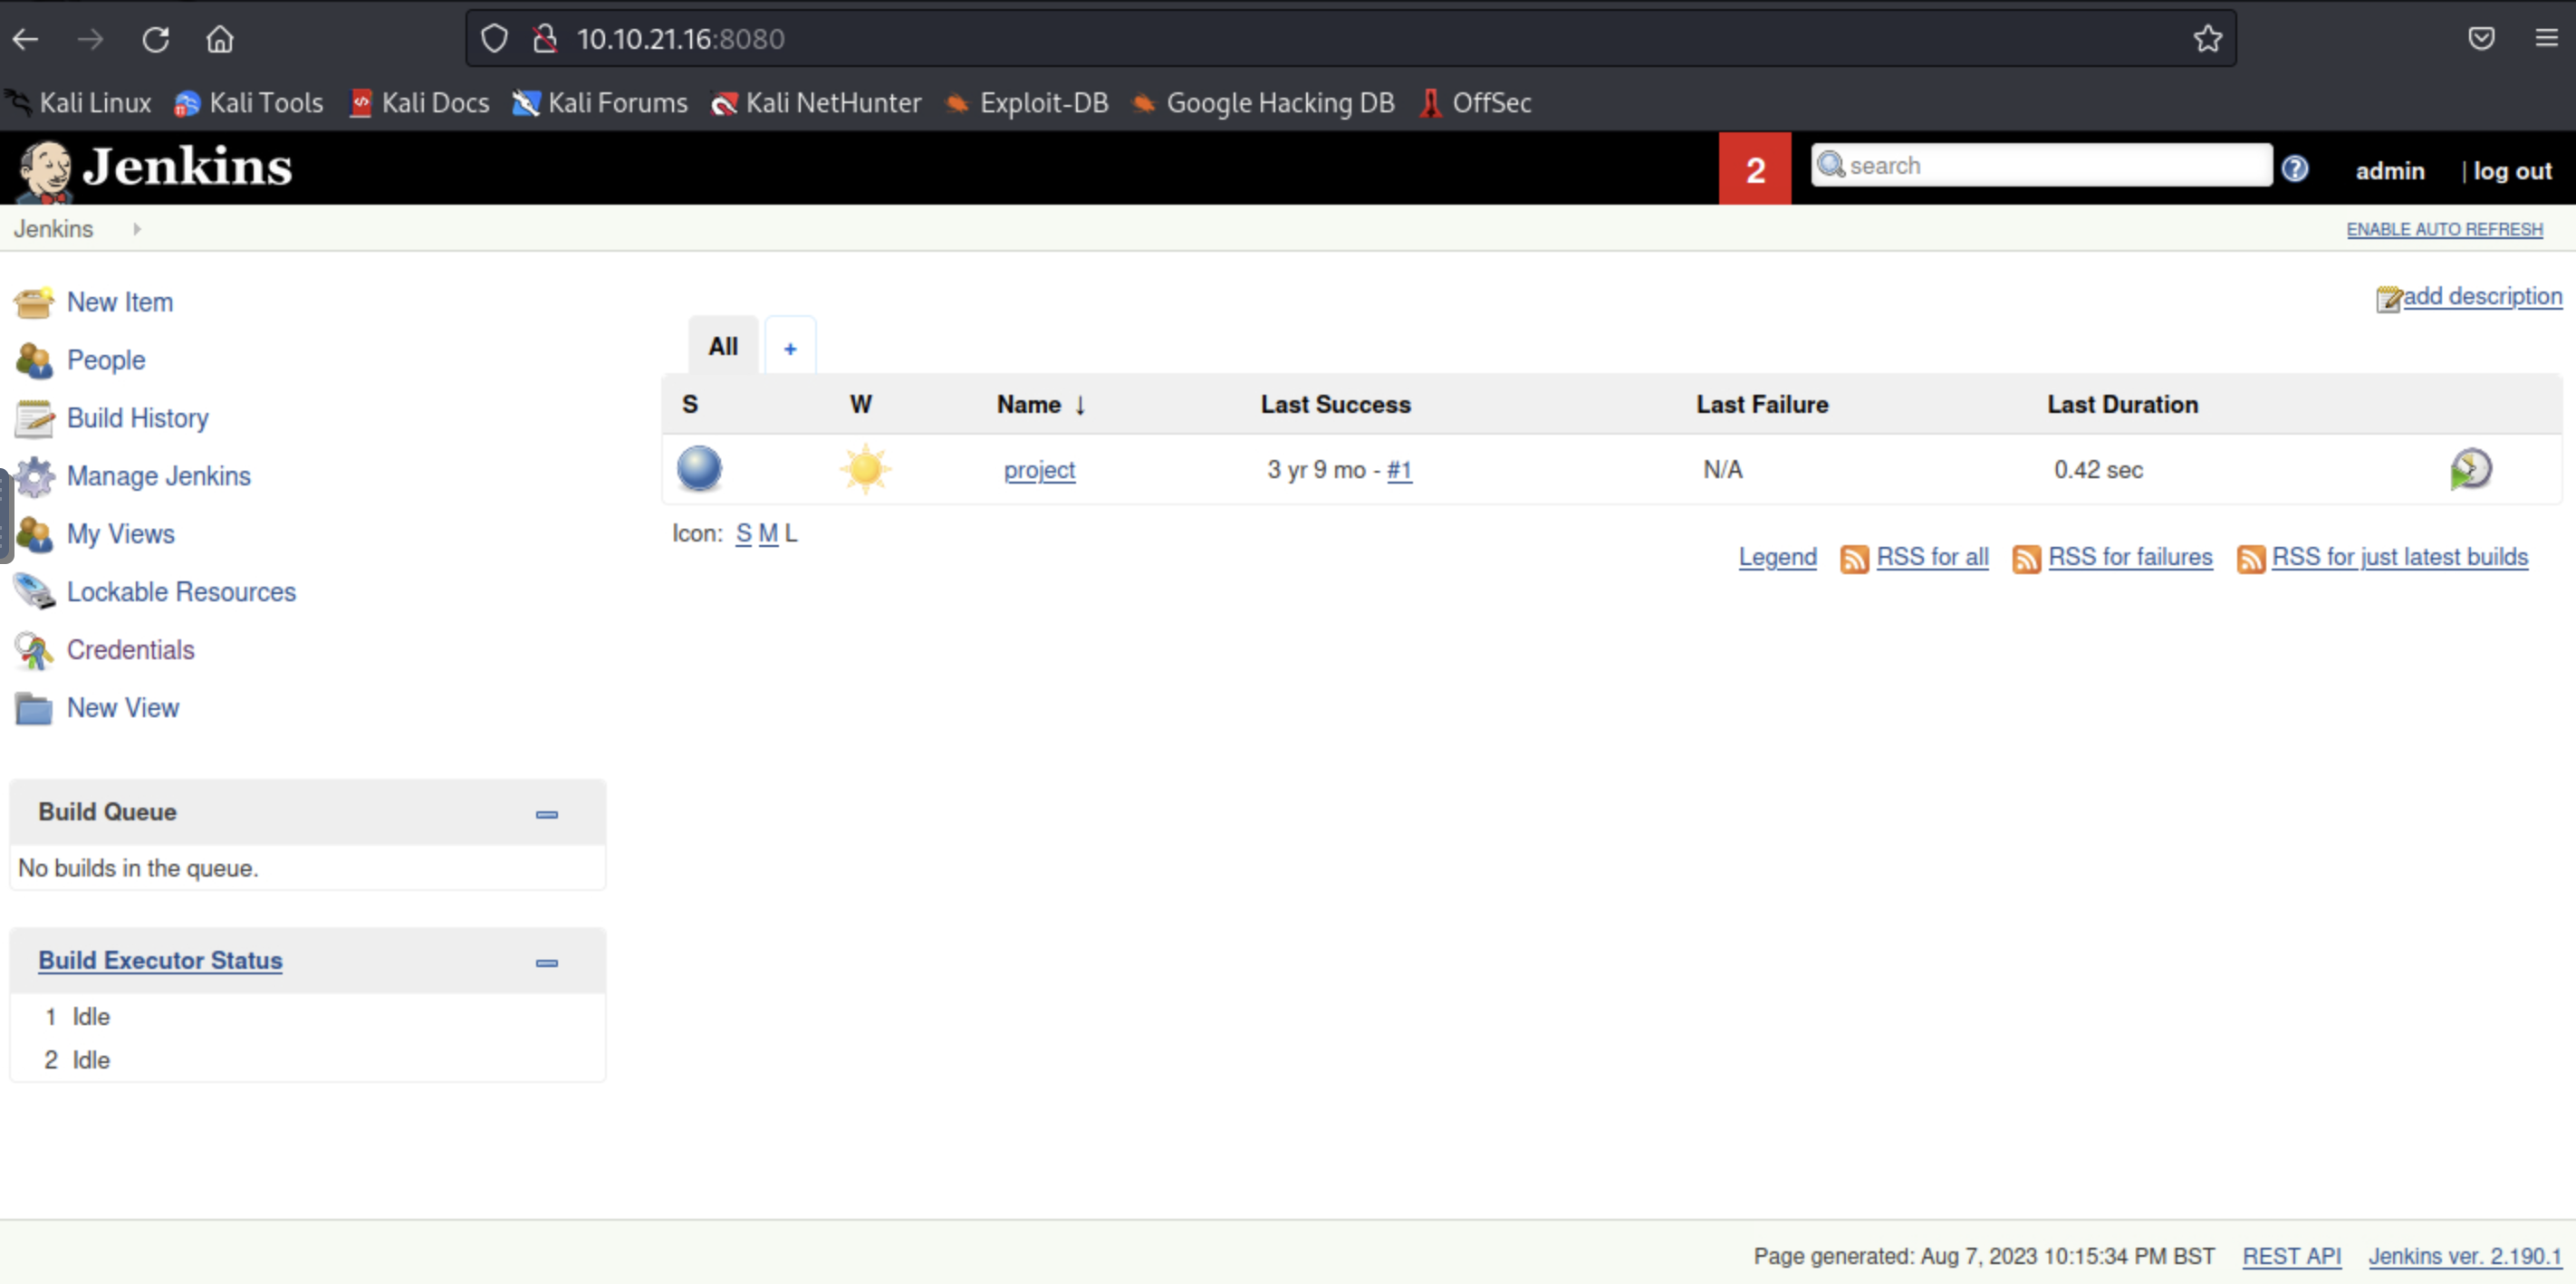 10.10.21.16:8080
Kali Linux Kali Tools Kali Docs Kali Forums Kali NetHunter Exploit-DB Google Hacking DB OffSec
Jenkins 2 search admin | log out
Jenkins ENABLE AUTO REFRESH
add description
New Item
People
Build History
Manage Jenkins
My Views
Lockable Resources
Credentials
New View
All +
S W Name ↓ Last Success Last Failure Last Duration
project 3 yr 9 mo - #1 N/A 0.42 sec
Icon: S M L
Legend RSS for all RSS for failures RSS for just latest builds
Build Queue
No builds in the queue.
Build Executor Status
1 Idle
2 Idle
Page generated: Aug 7, 2023 10:15:34 PM BST REST API Jenkins ver. 2.190.1